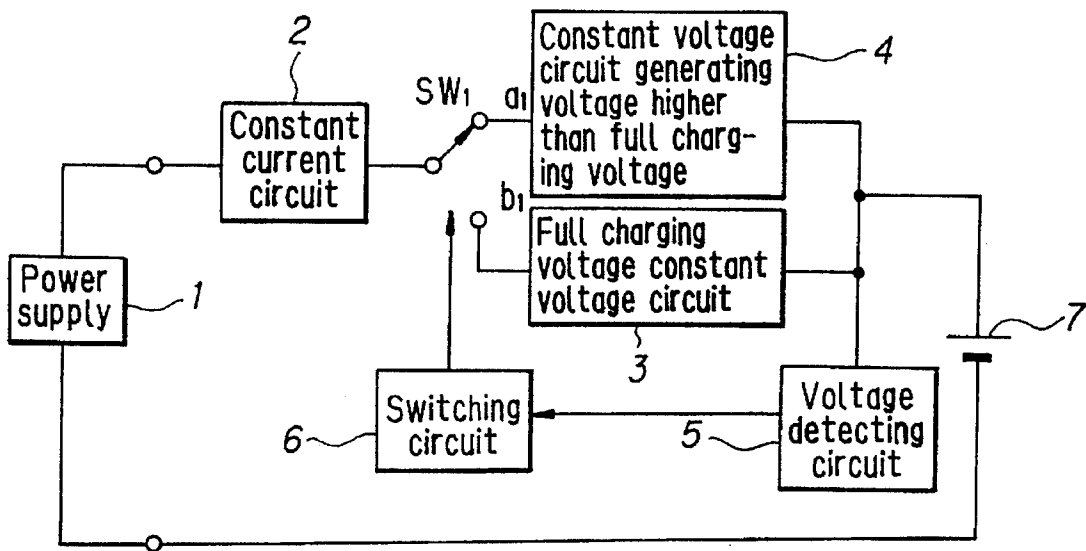 2
Constant
current
circuit
SW₁
a₁
Constant voltage
circuit generating
voltage higher
than full charg-
ing voltage
4
b₁
Full charging
voltage constant
voltage circuit
3
Power
supply
1
7
Switching
circuit
6
Voltage
detecting
circuit
5